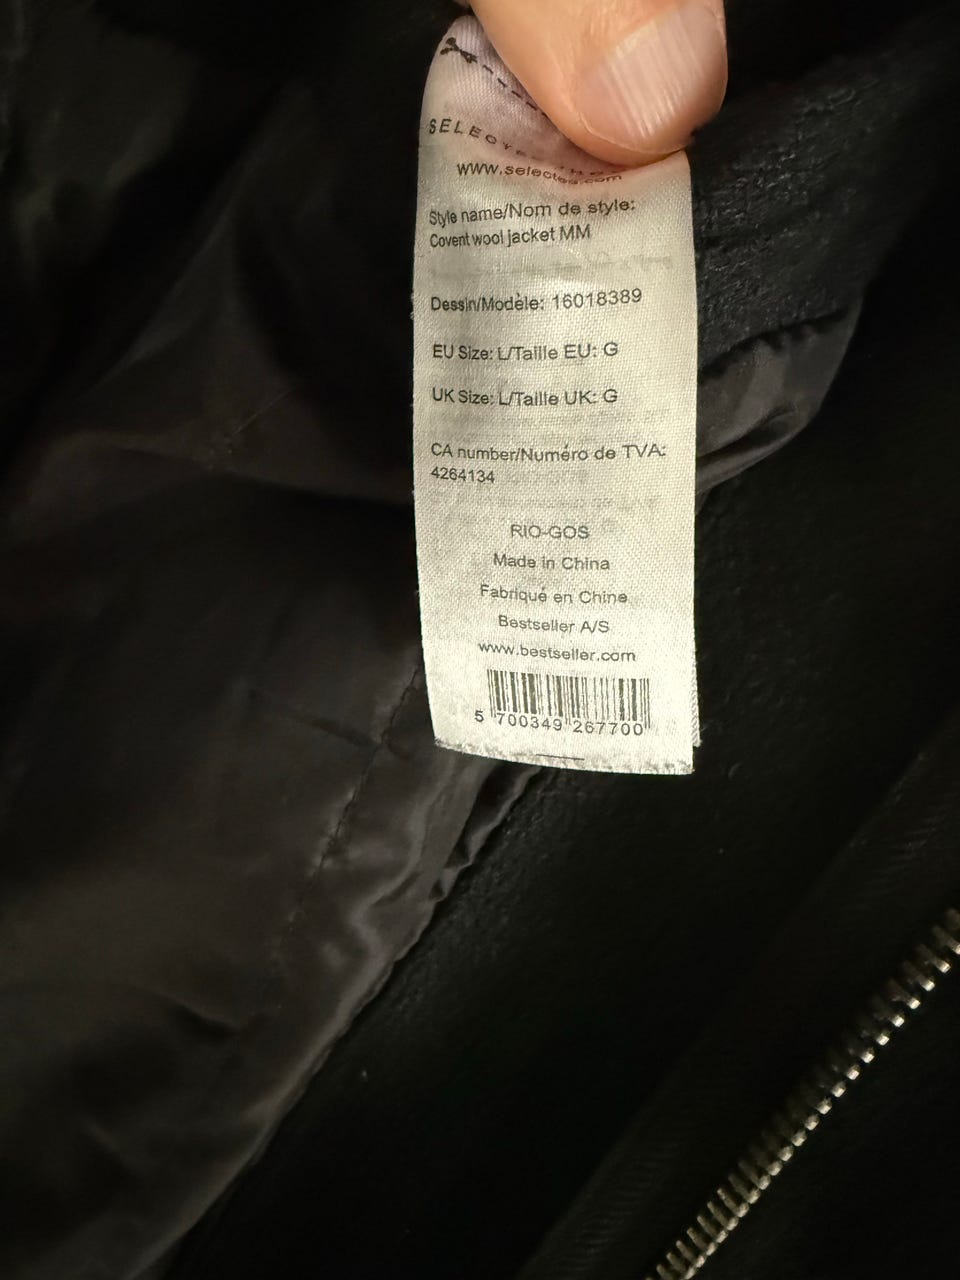 www.selected.com
Style name/Nom de style:
Covent wool jacket MM
Dessin/Modèle: 16018389
EU Size: L/Taille EU: G
UK Size: L/Taille UK: G
CA number/Numéro de TVA:
4264134
RIO-GOS
Made in China
Fabriqué en Chine
Bestseller A/S
www.bestseller.com
5 700349 267700